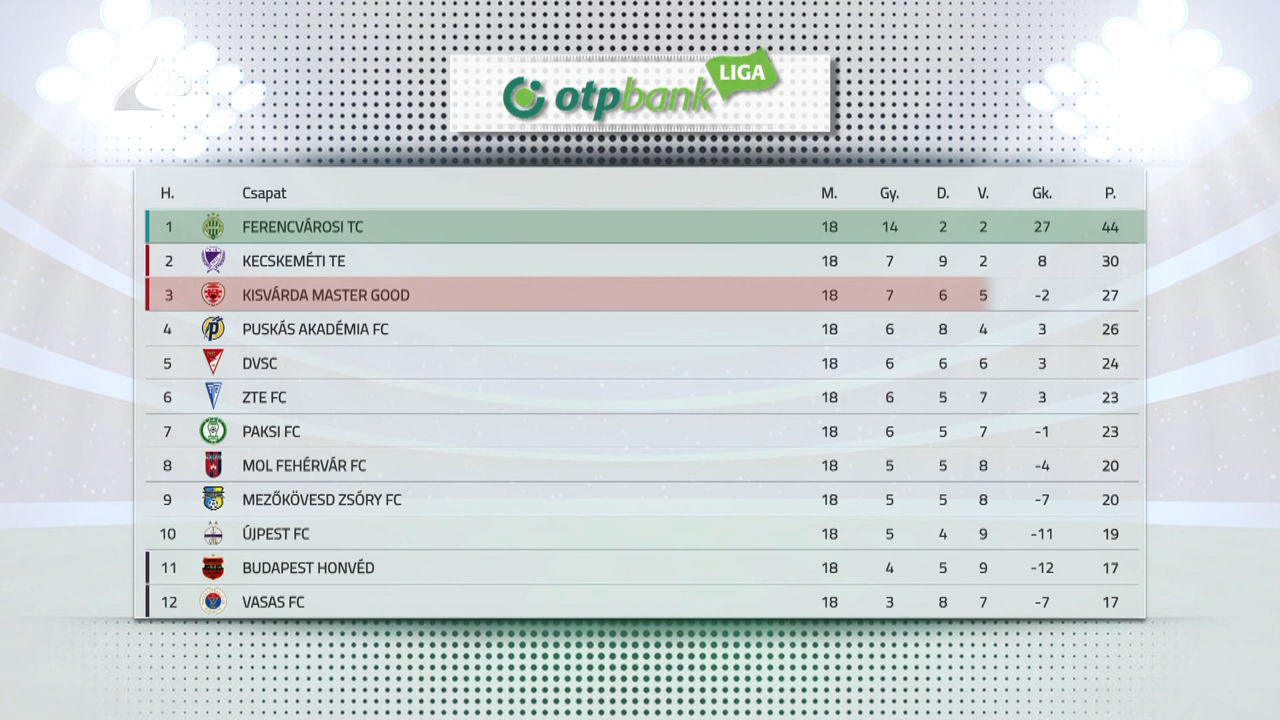 HD
otpbank LIGA
H. Csapat M. Gy. D. V. Gk. P.
1 FERENCVÁROSI TC 18 14 2 2 27 44
2 KECSKEMÉTI TE 18 7 9 2 8 30
3 KISVÁRDA MASTER GOOD 18 7 6 5 -2 27
4 PUSKÁS AKADÉMIA FC 18 6 8 4 3 26
5 DVSC 18 6 6 6 3 24
6 ZTE FC 18 6 5 7 3 23
7 PAKSI FC 18 6 5 7 -1 23
8 MOL FEHÉRVÁR FC 18 5 5 8 -4 20
9 MEZŐKÖVESD ZSÓRY FC 18 5 5 8 -7 20
10 ÚJPEST FC 18 5 4 9 -11 19
11 BUDAPEST HONVÉD 18 4 5 9 -12 17
12 VASAS FC 18 3 8 7 -7 17